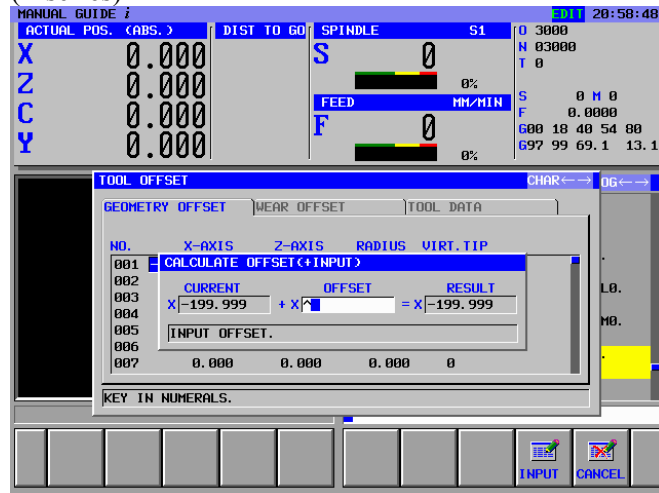 MANUAL GUIDE i EDIT 20:58:48
ACTUAL POS. (ABS.) DIST TO GO SPINDLE S1 O 3000
X 0.000 S 0 N 03000
T 0
Z 0.000 0% S 0 M 0
C 0.000 FEED MM/MIN F 0.0000
Y 0.000 F 0 G00 18 40 54 80
0% G97 99 69.1 13.1
TOOL OFFSET CHAR←→ OG←→
GEOMETRY OFFSET WEAR OFFSET TOOL DATA
NO. X-AXIS Z-AXIS RADIUS VIRT.TIP
001 CALCULATE OFFSET(+INPUT)
002 CURRENT OFFSET RESULT L0.
003 X -199.999 + X ^ = X -199.999
004 M0.
005 INPUT OFFSET.
006
007 0.000 0.000 0.000 0
KEY IN NUMERALS.
INPUT CANCEL